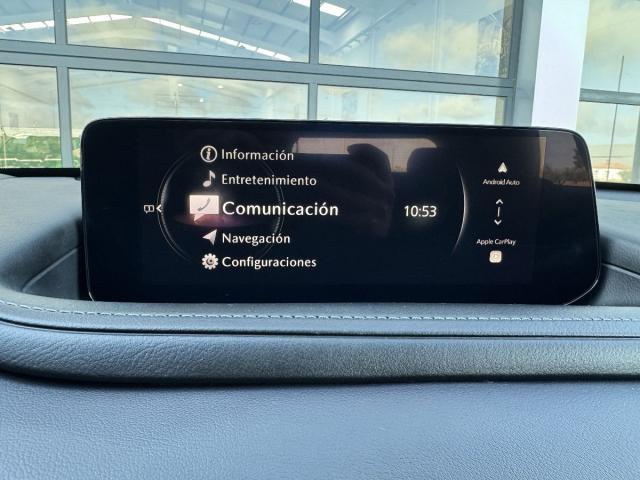 Información
Entretenimiento
Comunicación
Navegación
Configuraciones
10:53
Android Auto
Apple CarPlay